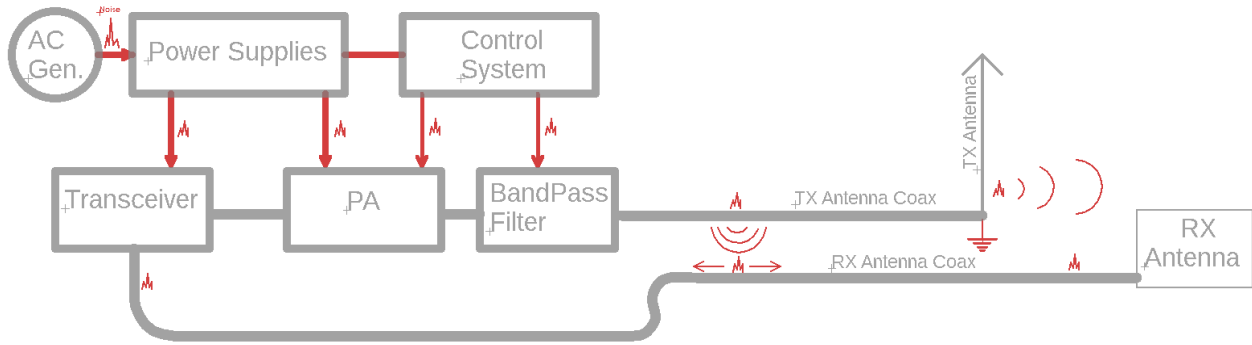 Noise
AC
Gen.
Power Supplies
Control
System
TX Antenna
Transceiver
PA
BandPass
Filter
TX Antenna Coax
RX Antenna Coax
RX
Antenna